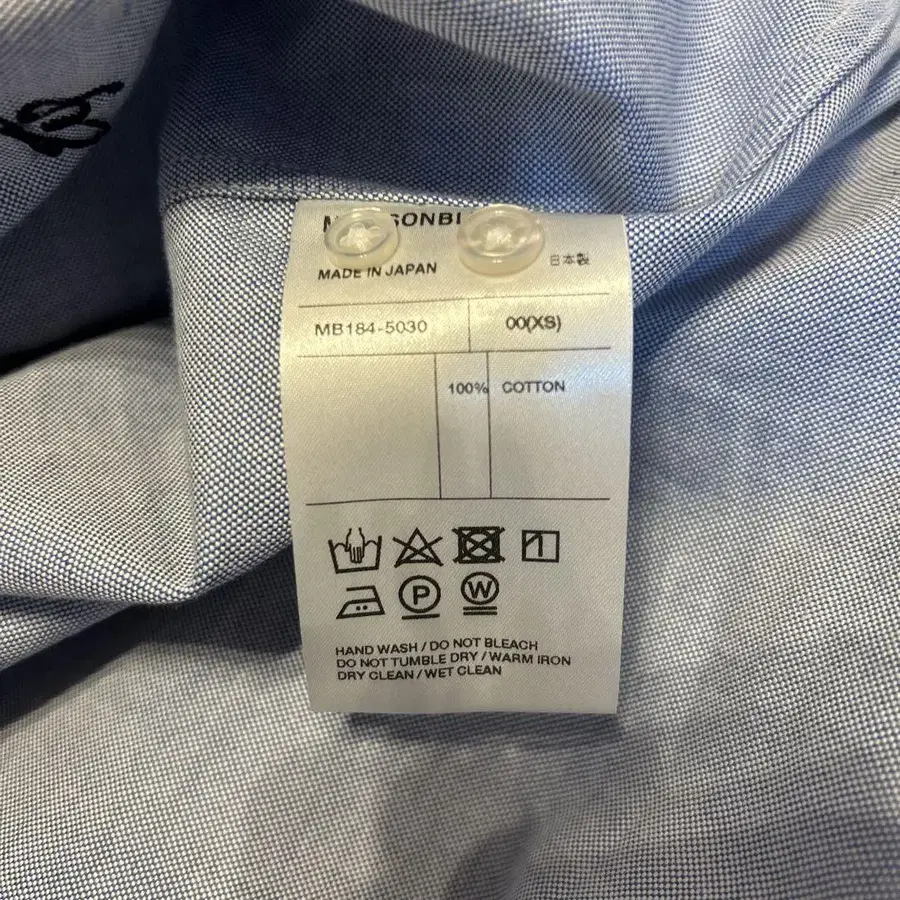 MADE IN JAPAN 日本製
MB184-5030 00(XS)
100% COTTON
P W
HAND WASH / DO NOT BLEACH
DO NOT TUMBLE DRY / WARM IRON
DRY CLEAN / WET CLEAN